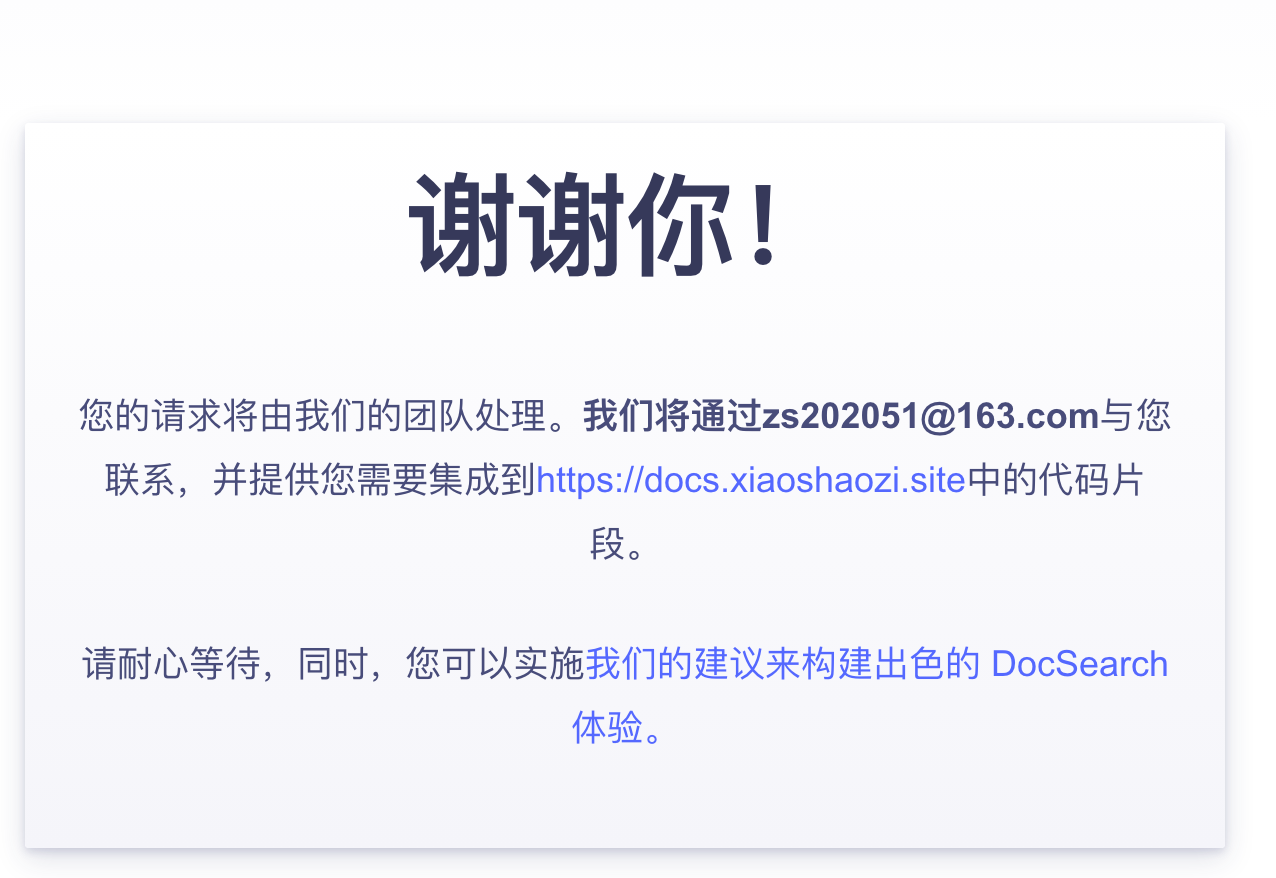 谢谢你！
您的请求将由我们的团队处理。我们将通过zs202051@163.com与您
联系，并提供您需要集成到https://docs.xiaoshaozi.site中的代码片
段。
请耐心等待，同时，您可以实施我们的建议来构建出色的 DocSearch
体验。